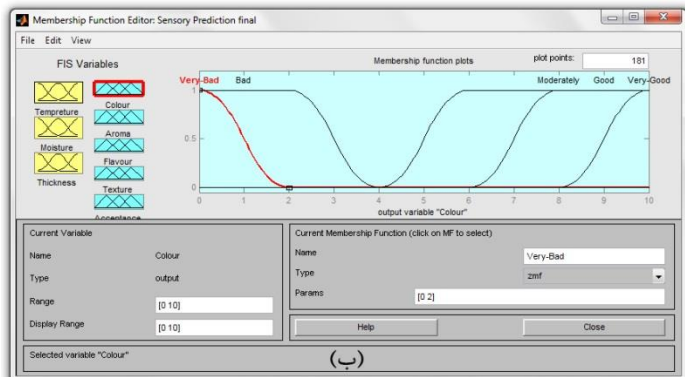 Membership Function Editor: Sensory Prediction final
File Edit View
FIS Variables
Tempreture
Moisture
Thickness
Colour
Aroma
Flavour
Texture
Acceptance
Membership function plots
plot points: 181
Very-Bad Bad Moderately Good Very-Good
1
0.5
0
0 1 2 3 4 5 6 7 8 9 10
output variable "Colour"
Current Variable
Name Colour
Type output
Range [0 10]
Display Range [0 10]
Current Membership Function (click on MF to select)
Name Very-Bad
Type zmf
Params [0 2]
Help Close
Selected variable "Colour"
(ب)